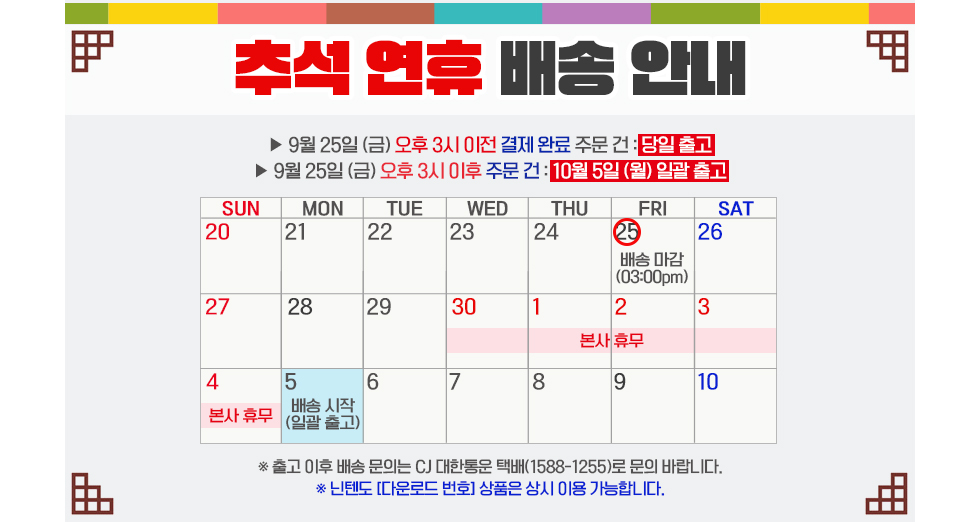 추석 연휴 배송 안내
▶ 9월 25일 (금) 오후 3시 이전 결제 완료 주문 건 : 당일 출고
▶ 9월 25일 (금) 오후 3시 이후 주문 건 : 10월 5일 (월) 일괄 출고
SUN MON TUE WED THU FRI SAT
20 21 22 23 24 25 26
배송 마감
(03:00pm)
27 28 29 30 1 2 3
본사 휴무
4 5 6 7 8 9 10
본사 휴무 배송 시작
(일괄 출고)
※ 출고 이후 배송 문의는 CJ 대한통운 택배(1588-1255)로 문의 바랍니다.
※ 닌텐도 [다운로드 번호] 상품은 상시 이용 가능합니다.